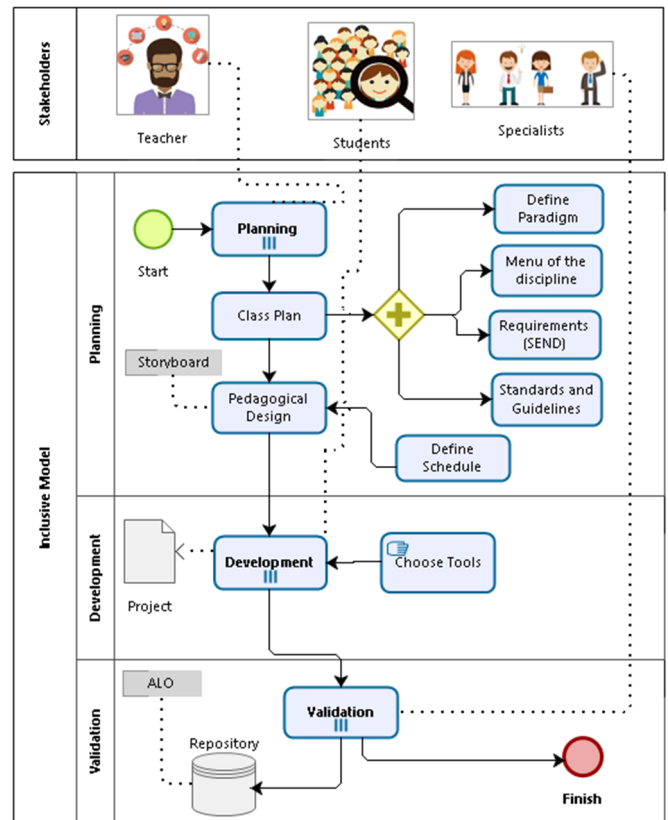 Stakeholders
Teacher
Students
Specialists
Inclusive Model
Planning
Start
Planning
Define
Paradigm
Menu of the
discipline
Class Plan
Requirements
(SEND)
Storyboard
Pedagogical
Design
Standards and
Guidelines
Define
Schedule
Development
Project
Development
Choose Tools
Validation
ALO
Validation
Repository
Finish